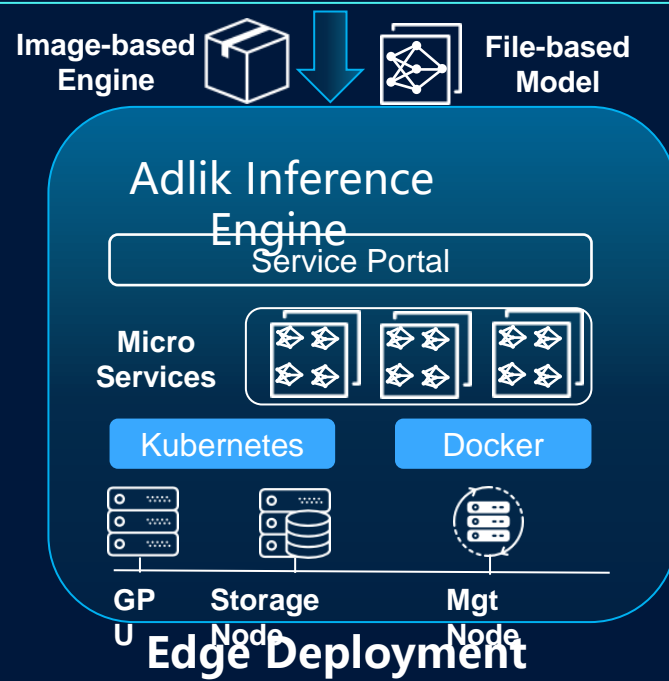 Image-based
Engine
File-based
Model
Adlik Inference
Engine
Service Portal
Micro
Services
Kubernetes
Docker
GP
U
Storage
Node
Mgt
Node
Edge Deployment